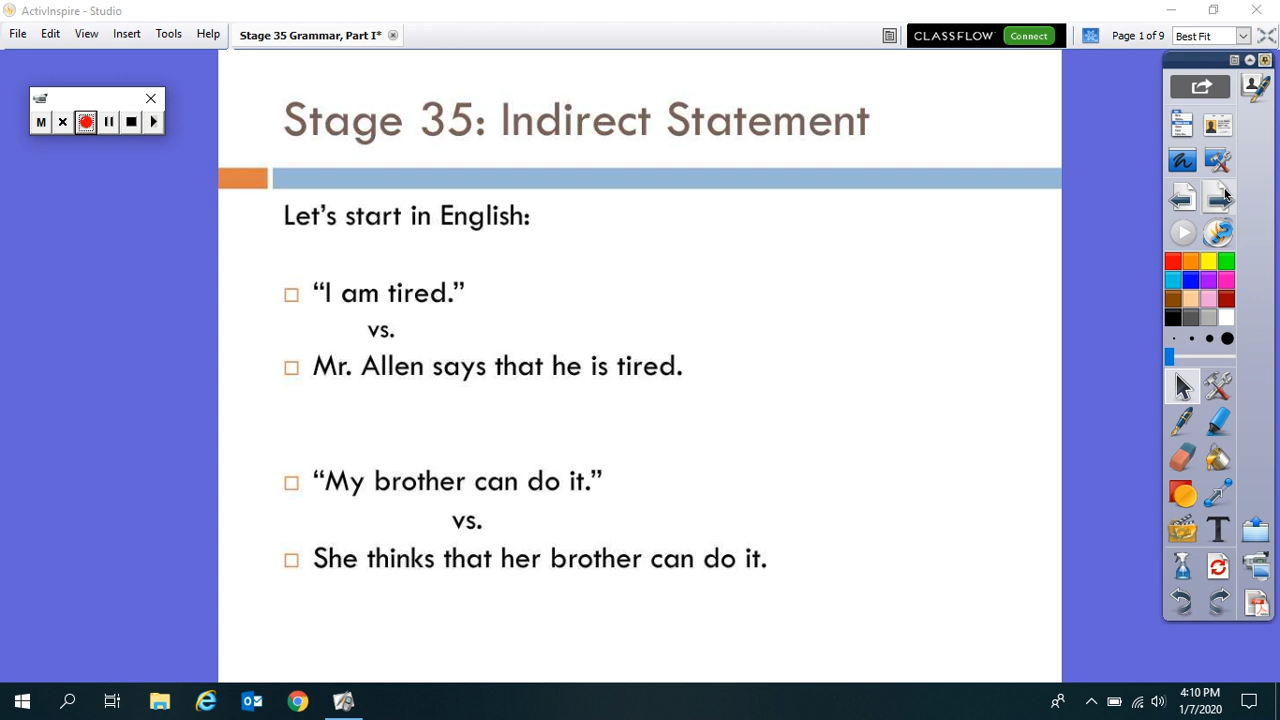 ActivInspire - Studio
File Edit View Insert Tools Help
Stage 35 Grammar, Part I*
CLASSFLOW Connect
Page 1 of 9
Best Fit
M
Stage 35: Indirect Statement
Let's start in English:
“I am tired.”
vs.
Mr. Allen says that he is tired.
“My brother can do it.”
vs.
She thinks that her brother can do it.
T
4:10 PM
1/7/2020